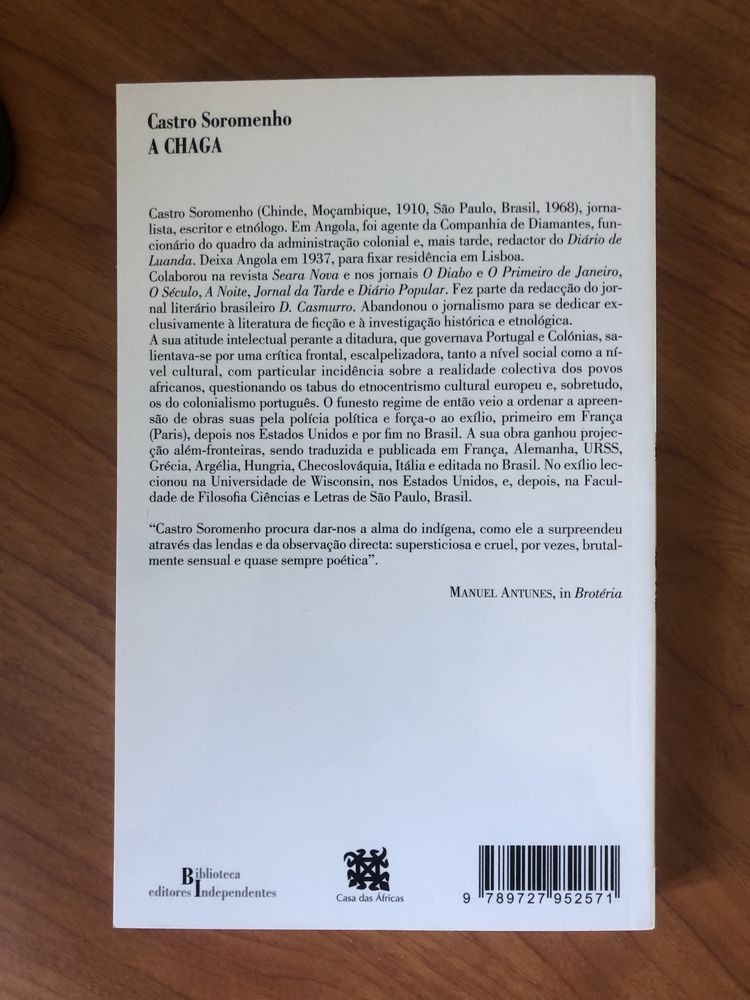 Castro Soromenho
A CHAGA
Castro Soromenho (Chinde, Moçambique, 1910, São Paulo, Brasil, 1968), jorna-
lista, escritor e etnólogo. Em Angola, foi agente da Companhia de Diamantes, fun-
cionário do quadro da administração colonial e, mais tarde, redactor do Diário de
Luanda. Deixa Angola em 1937, para fixar residência em Lisboa.
Colaborou na revista Seara Nova e nos jornais O Diabo e O Primeiro de Janeiro,
O Século, A Noite, Jornal da Tarde e Diário Popular. Fez parte da redacção do jor-
nal literário brasileiro D. Casmurro. Abandonou o jornalismo para se dedicar ex-
clusivamente à literatura de ficção e à investigação histórica e etnológica.
A sua atitude intelectual perante a ditadura, que governava Portugal e Colónias, sa-
lientava-se por uma crítica frontal, escalpelizadora, tanto a nível social como a ní-
vel cultural, com particular incidência sobre a realidade colectiva dos povos
africanos, questionando os tabus do etnocentrismo cultural europeu e, sobretudo,
os do colonialismo português. O funesto regime de então veio a ordenar a apreen-
são de obras suas pela polícia política e força-o ao exílio, primeiro em França
(Paris), depois nos Estados Unidos e por fim no Brasil. A sua obra ganhou projec-
ção além-fronteiras, sendo traduzida e publicada em França, Alemanha, URSS,
Grécia, Argélia, Hungria, Checoslováquia, Itália e editada no Brasil. No exílio lec-
cionou na Universidade de Wisconsin, nos Estados Unidos, e, depois, na Facul-
dade de Filosofia Ciências e Letras de São Paulo, Brasil.
“Castro Soromenho procura dar-nos a alma do indígena, como ele a surpreendeu
através das lendas e da observação directa: supersticiosa e cruel, por vezes, brutal-
mente sensual e quase sempre poética”.
MANUEL ANTUNES, in Brotéria
Biblioteca
editores Independentes
Casa das Áfricas
9 789727 952571